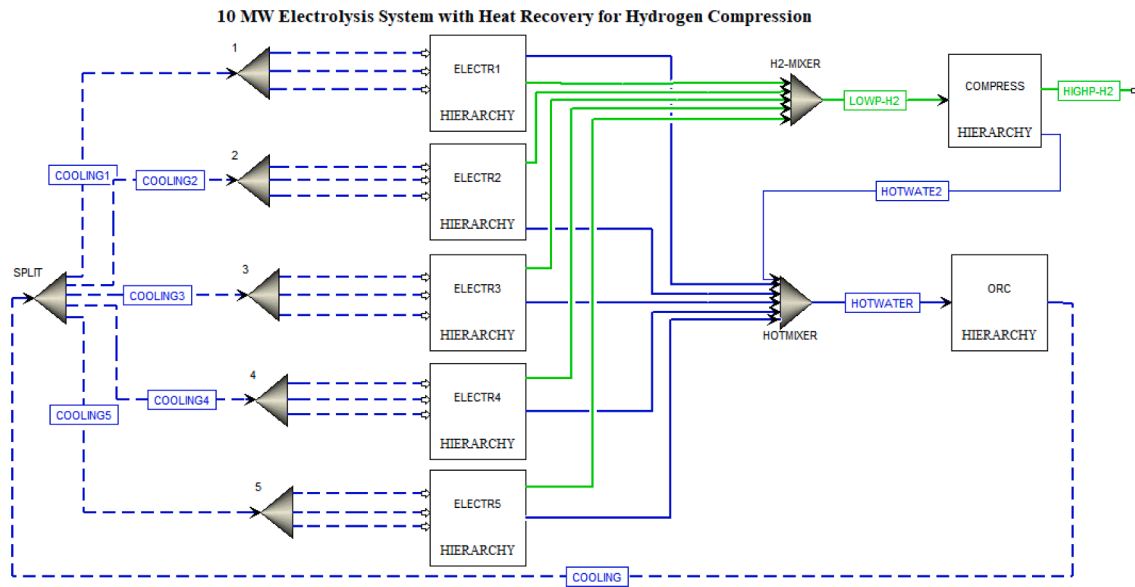 10 MW Electrolysis System with Heat Recovery for Hydrogen Compression
1
ELECTR1
HIERARCHY
H2-MIXER
LOWP-H2
COMPRESS
HIERARCHY
HIGHP-H2
COOLING1
COOLING2
2
ELECTR2
HIERARCHY
HOTWATE2
SPLIT
COOLING3
3
ELECTR3
HIERARCHY
HOTMIXER
HOTWATER
ORC
HIERARCHY
COOLING4
4
ELECTR4
HIERARCHY
COOLING5
5
ELECTR5
HIERARCHY
COOLING